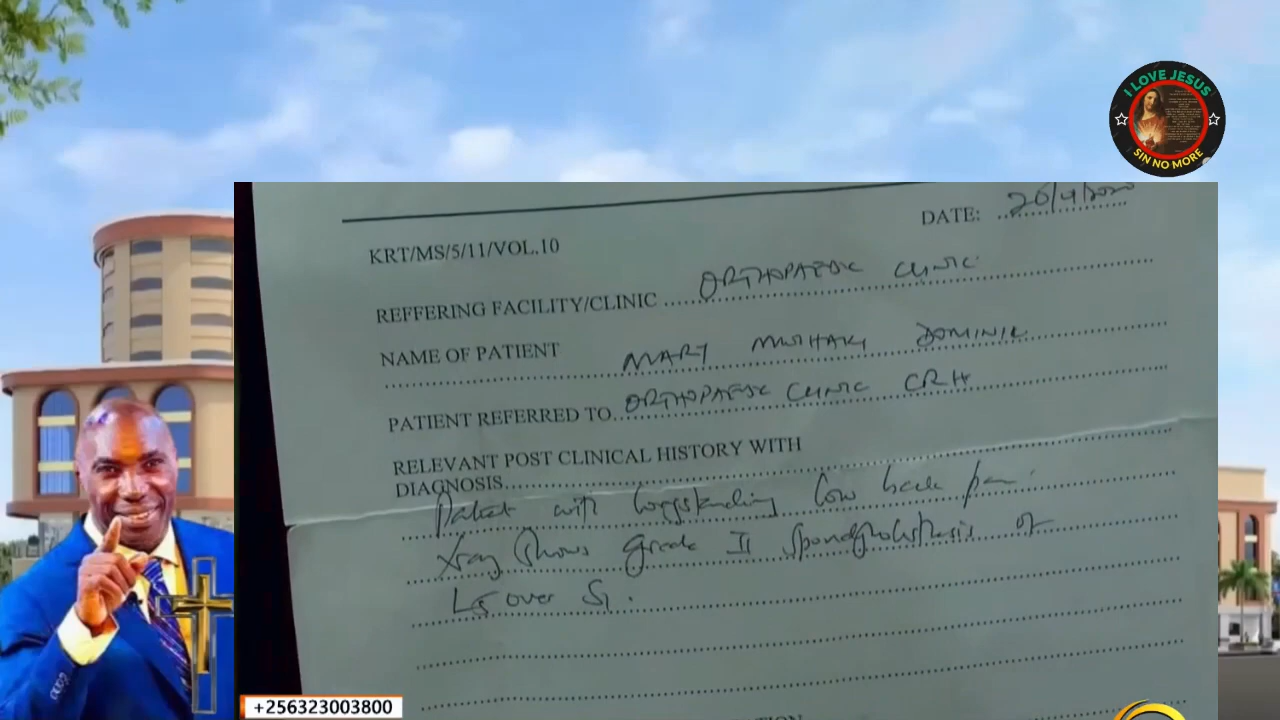 I LOVE JESUS
SIN NO MORE
DATE: 26/4/2020
KRT/MS/5/11/VOL.10
REFFERING FACILITY/CLINIC ORTHOPAEDIC CLINIC
NAME OF PATIENT
MARY MUTHAKI DOMINIC
PATIENT REFERRED TO ORTHOPAEDIC CLINIC CRH
RELEVANT POST CLINICAL HISTORY WITH
DIAGNOSIS
Patient with longstanding low back pain.
Xray shows grade II spondylolisthesis of
L5 over S1.
+256323003800